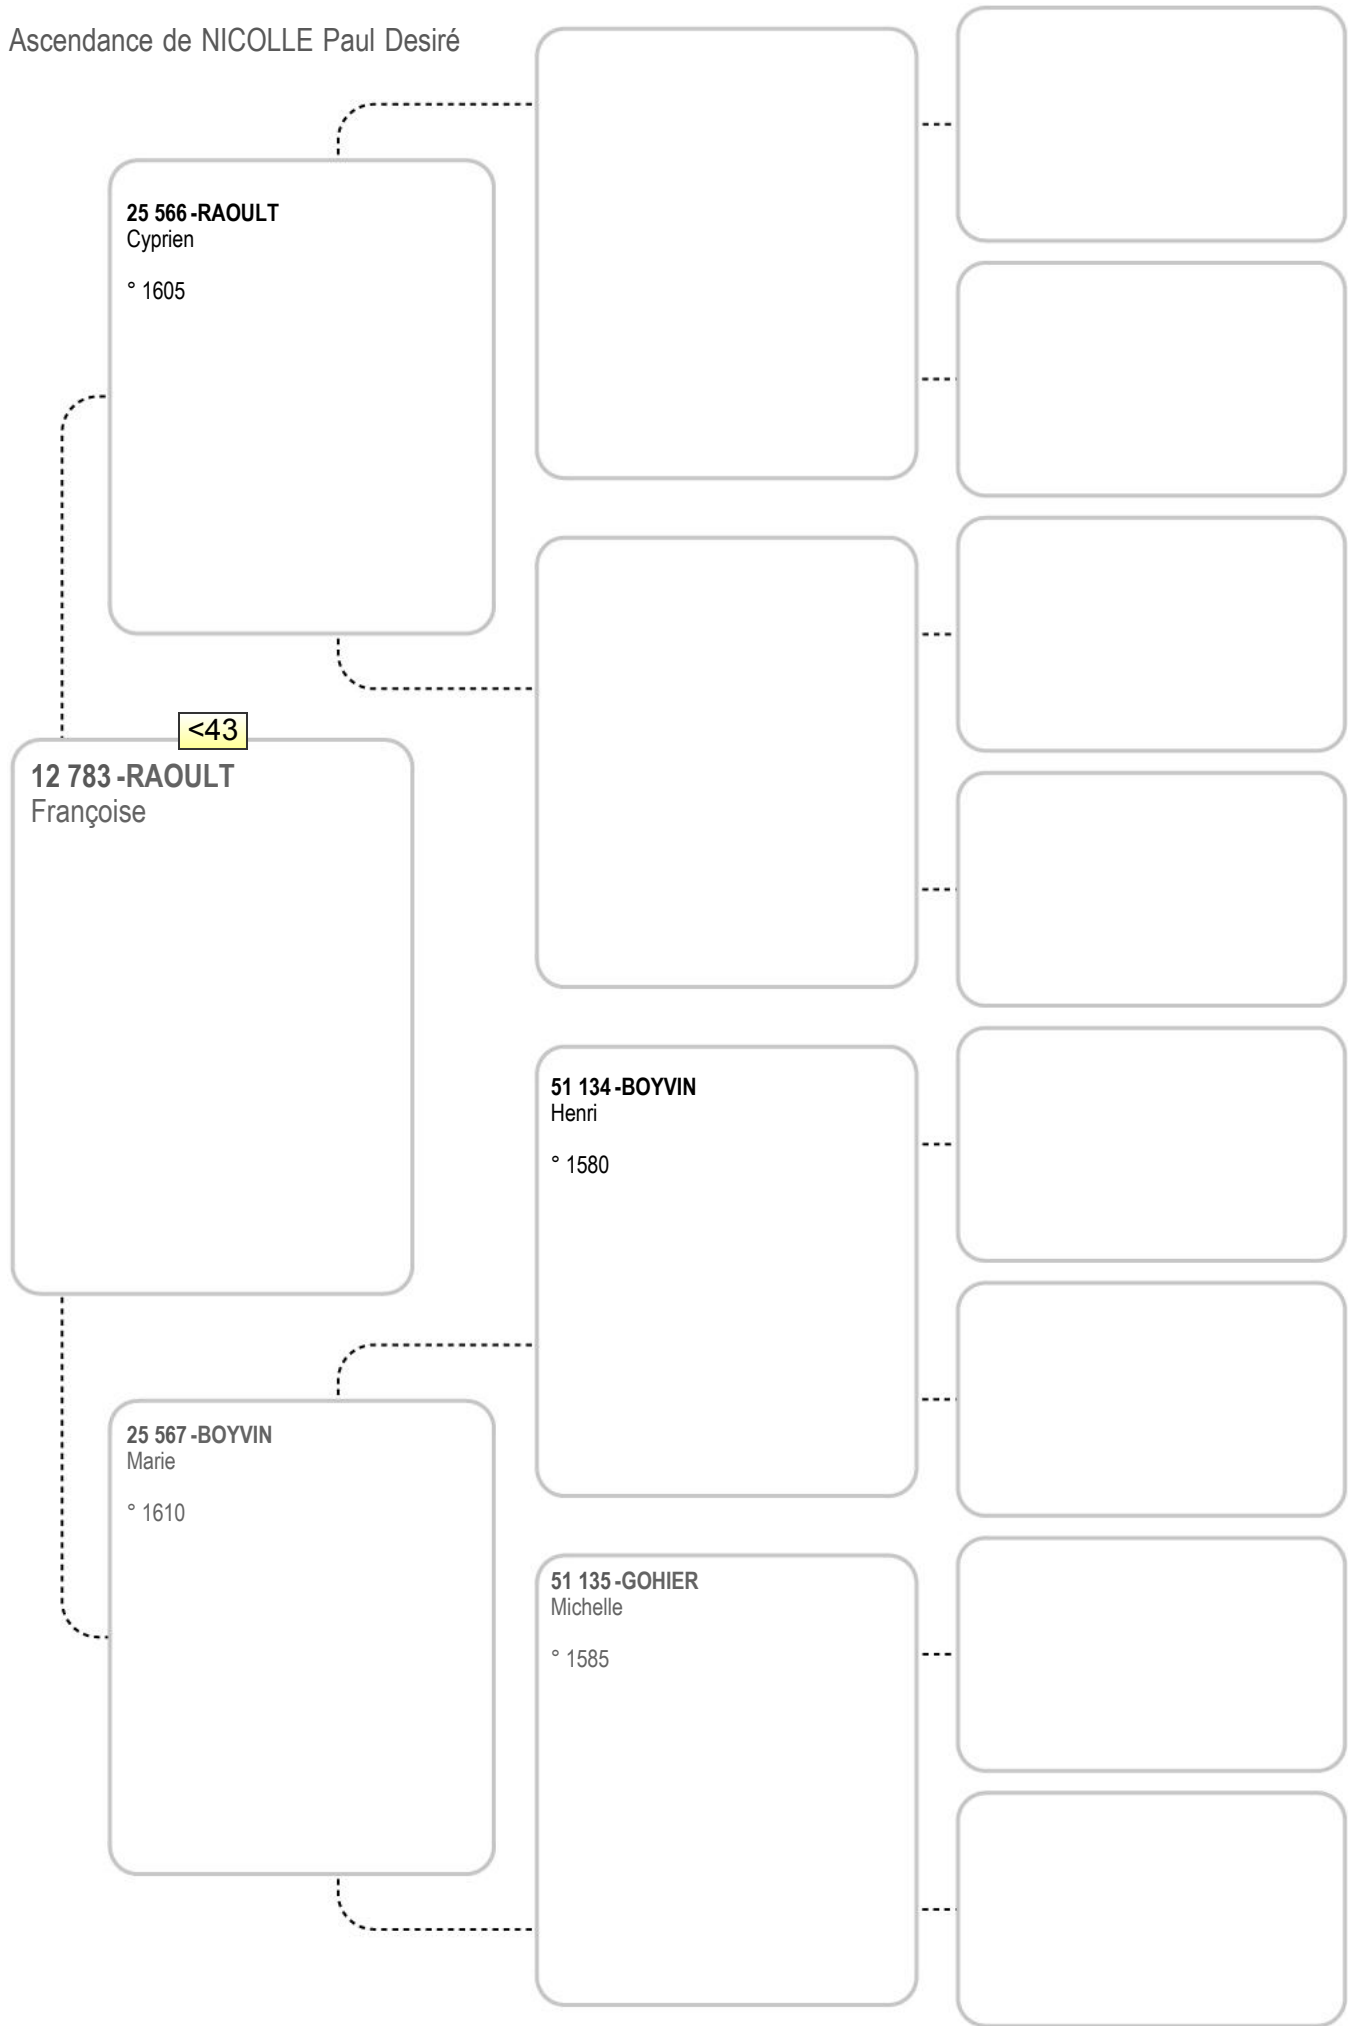 Ascendance de NICOLLE Paul Desiré
25 566 -RAOULT
Cyprien
° 1605
<43
12 783 -RAOULT
Françoise
51 134 -BOYVIN
Henri
° 1580
25 567 -BOYVIN
Marie
° 1610
51 135 -GOHIER
Michelle
° 1585